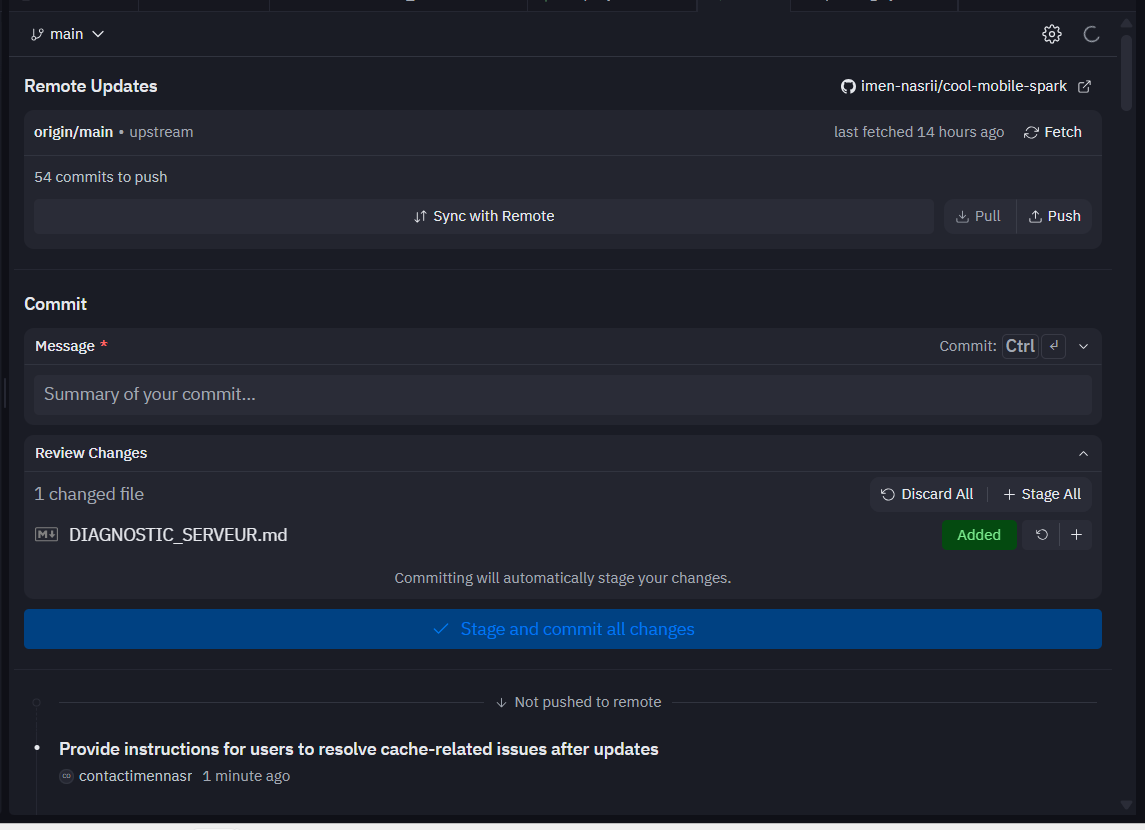 main
Remote Updates
imen-nasrii/cool-mobile-spark
origin/main • upstream
last fetched 14 hours ago
Fetch
54 commits to push
Sync with Remote
Pull
Push
Commit
Message *
Commit: Ctrl ↵
Summary of your commit...
Review Changes
1 changed file
Discard All
+ Stage All
M↓ DIAGNOSTIC_SERVEUR.md
Added
+
Committing will automatically stage your changes.
✓ Stage and commit all changes
↓ Not pushed to remote
• Provide instructions for users to resolve cache-related issues after updates
CO contactimennasr 1 minute ago